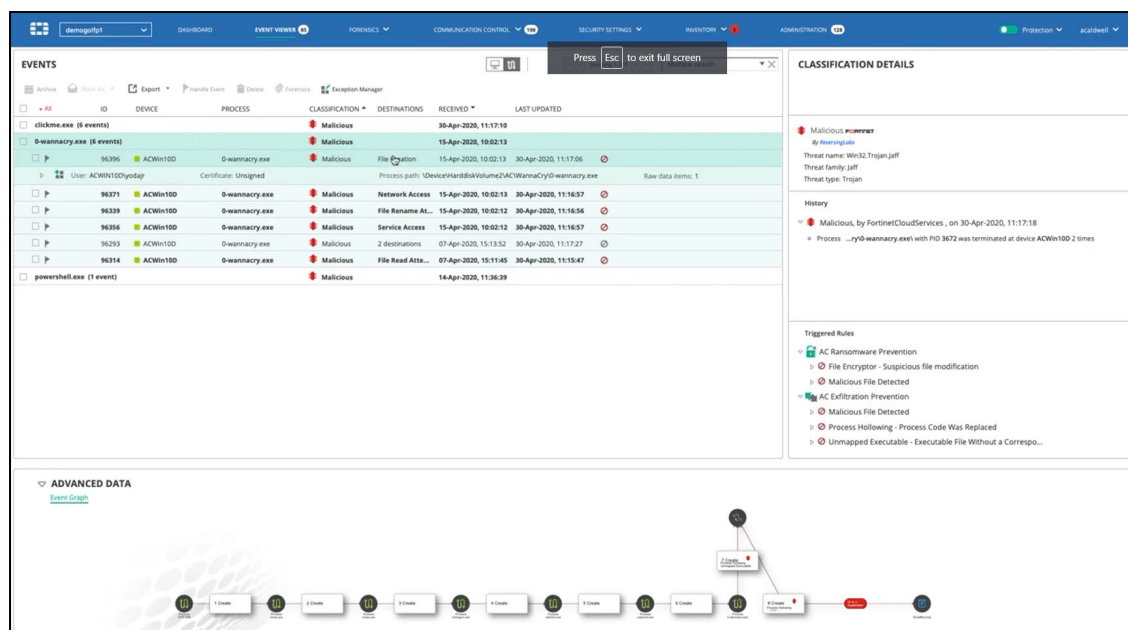 demogolfp1
DASHBOARD
EVENT VIEWER 85
FORENSICS
COMMUNICATION CONTROL 198
SECURITY SETTINGS
INVENTORY
ADMINISTRATION 128
Protection
acaldwell
Press Esc to exit full screen
EVENTS
Archive
Export
Handle Event
Delete
Forensics
Exception Manager
All ID DEVICE PROCESS CLASSIFICATION DESTINATIONS RECEIVED LAST UPDATED
clickme.exe (6 events) Malicious 30-Apr-2020, 11:17:10
0-wannacry.exe (6 events) Malicious 15-Apr-2020, 10:02:13
96396 ACWin10D 0-wannacry.exe Malicious 15-Apr-2020, 10:02:13 30-Apr-2020, 11:17:06
User: ACWIN10D\yodajr Certificate: Unsigned Process path: \Device\HarddiskVolume2\AC\WannaCry\0-wannacry.exe Raw data items: 1
96371 ACWin10D 0-wannacry.exe Malicious Network Access 15-Apr-2020, 10:02:13 30-Apr-2020, 11:16:57
96339 ACWin10D 0-wannacry.exe Malicious File Rename At... 15-Apr-2020, 10:02:12 30-Apr-2020, 11:16:56
96356 ACWin10D 0-wannacry.exe Malicious Service Access 15-Apr-2020, 10:02:12 30-Apr-2020, 11:16:57
96293 ACWin10D 0-wannacry.exe Malicious 2 destinations 07-Apr-2020, 15:13:52 30-Apr-2020, 11:17:27
96314 ACWin10D 0-wannacry.exe Malicious File Read Atte... 07-Apr-2020, 15:11:45 30-Apr-2020, 11:15:47
powershell.exe (1 event) Malicious 14-Apr-2020, 11:36:39
CLASSIFICATION DETAILS
Malicious FORTINET
By ReversingLabs
Threat name: Win32.Trojan.Jaff
Threat family: Jaff
Threat type: Trojan
History
Malicious, by FortinetCloudServices , on 30-Apr-2020, 11:17:18
Process ...ry\0-wannacry.exe\ with PID 3672 was terminated at device ACWin10D 2 times
Triggered Rules
AC Ransomware Prevention
File Encryptor - Suspicious file modification
Malicious File Detected
AC Exfiltration Prevention
Malicious File Detected
Process Hollowing - Process Code Was Replaced
Unmapped Executable - Executable File Without a Correspo...
ADVANCED DATA
Event Graph
7 Create
1 Create
2 Create
3 Create
4 Create
5 Create
6 Create